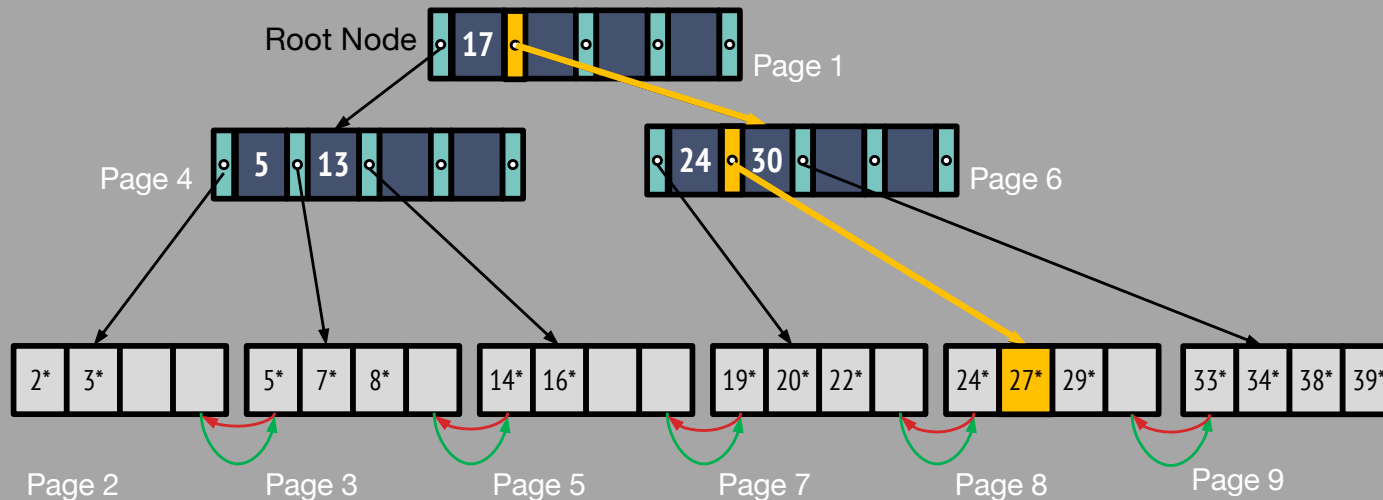 Root Node
17
Page 1
Page 4
5 13
24 30
Page 6
2* 3*
5* 7* 8*
14* 16*
19* 20* 22*
24* 27* 29*
33* 34* 38* 39*
Page 2
Page 3
Page 5
Page 7
Page 8
Page 9